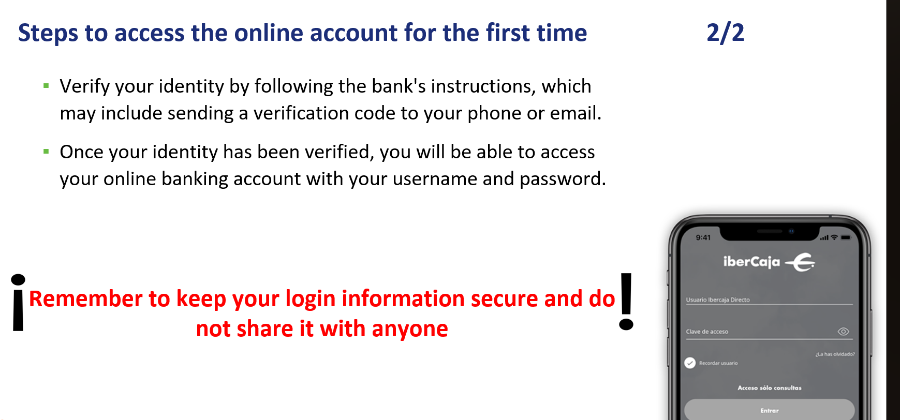 Steps to access the online account for the first time 2/2
▪ Verify your identity by following the bank's instructions, which
may include sending a verification code to your phone or email.
▪ Once your identity has been verified, you will be able to access
your online banking account with your username and password.
¡Remember to keep your login information secure and do
not share it with anyone!
9:41
iberCaja
Usuario Ibercaja Directo
Clave de acceso
¿La has olvidado?
Recordar usuario
Acceso sólo consultas
Entrar